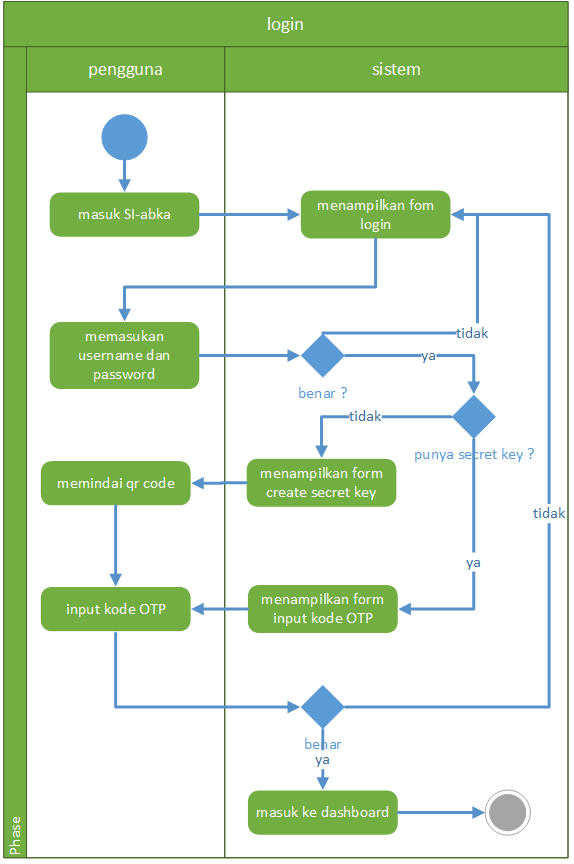 login
pengguna
sistem
masuk SI-abka
menampilkan fom
login
memasukan
username dan
password
tidak
ya
benar ?
tidak
punya secret key ?
memindai qr code
menampilkan form
create secret key
tidak
ya
input kode OTP
menampilkan form
input kode OTP
benar
ya
masuk ke dashboard
Phase